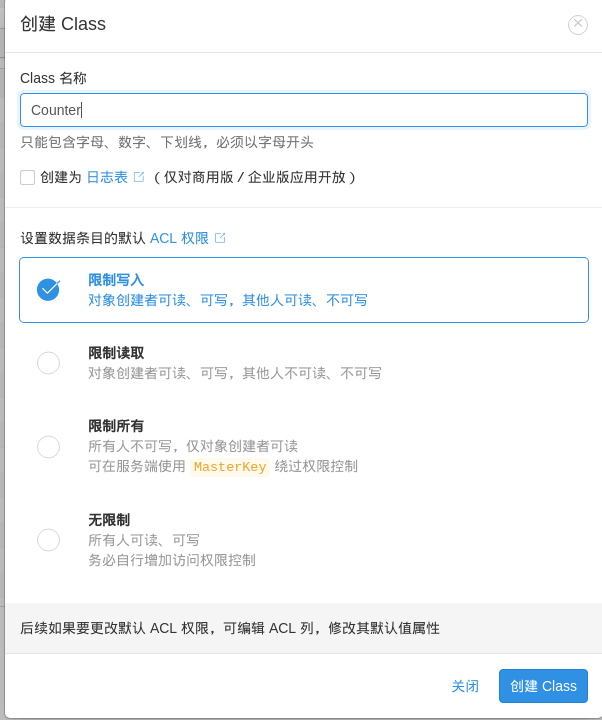 创建 Class
Class 名称
Counter
只能包含字母、数字、下划线，必须以字母开头
创建为 日志表 （仅对商用版 / 企业版应用开放）
设置数据条目的默认 ACL 权限
限制写入
对象创建者可读、可写，其他人可读、不可写
限制读取
对象创建者可读、可写，其他人不可读、不可写
限制所有
所有人不可写，仅对象创建者可读
可在服务端使用 MasterKey 绕过权限控制
无限制
所有人可读、可写
务必自行增加访问权限控制
后续如果要更改默认 ACL 权限，可编辑 ACL 列，修改其默认值属性
关闭 创建 Class